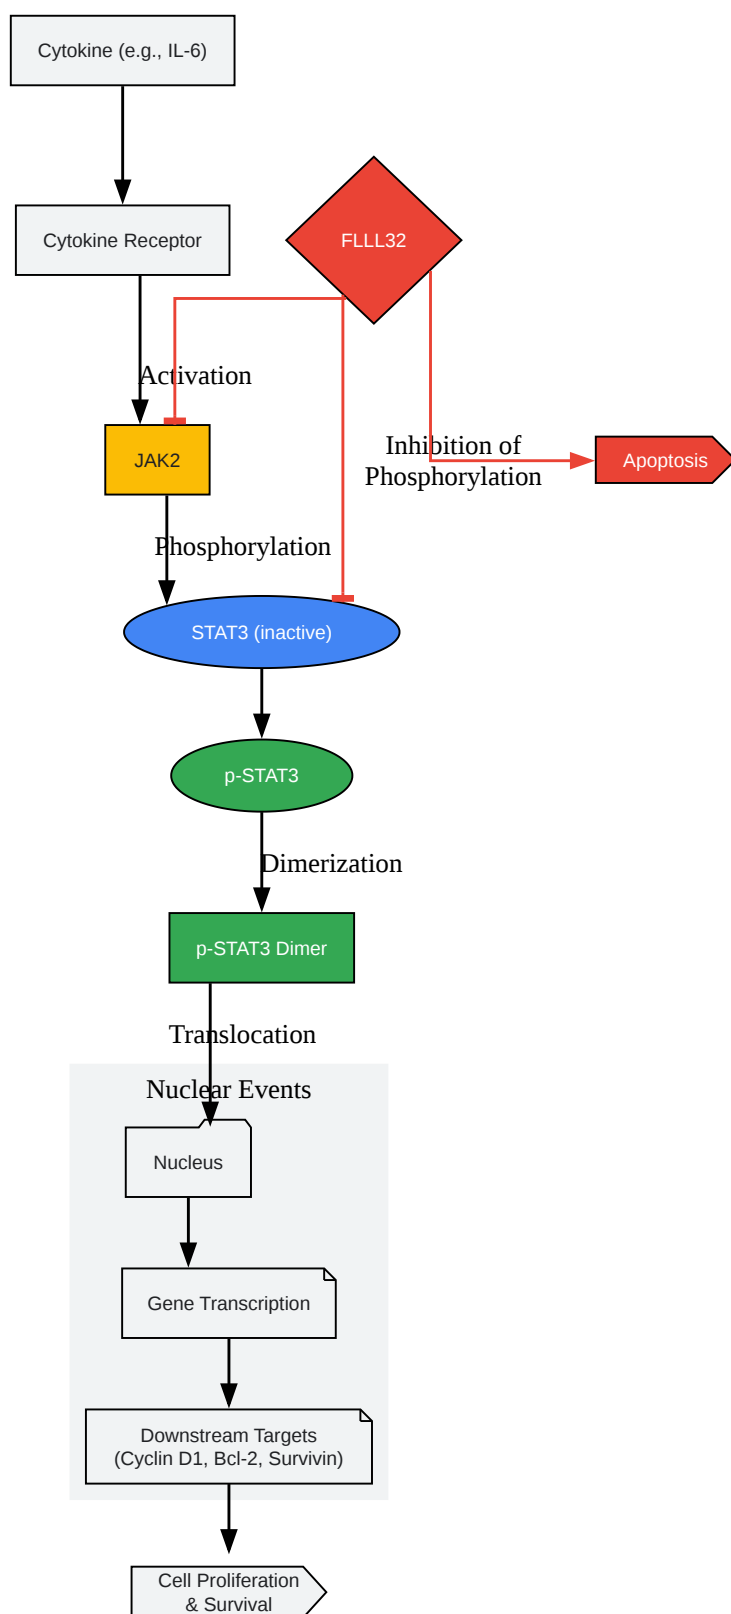 Cytokine (e.g., IL-6)
Cytokine Receptor
FLLL32
Activation
JAK2
Inhibition of
Phosphorylation
Apoptosis
Phosphorylation
STAT3 (inactive)
p-STAT3
Dimerization
p-STAT3 Dimer
Translocation
Nuclear Events
Nucleus
Gene Transcription
Downstream Targets
(Cyclin D1, Bcl-2, Survivin)
Cell Proliferation
& Survival